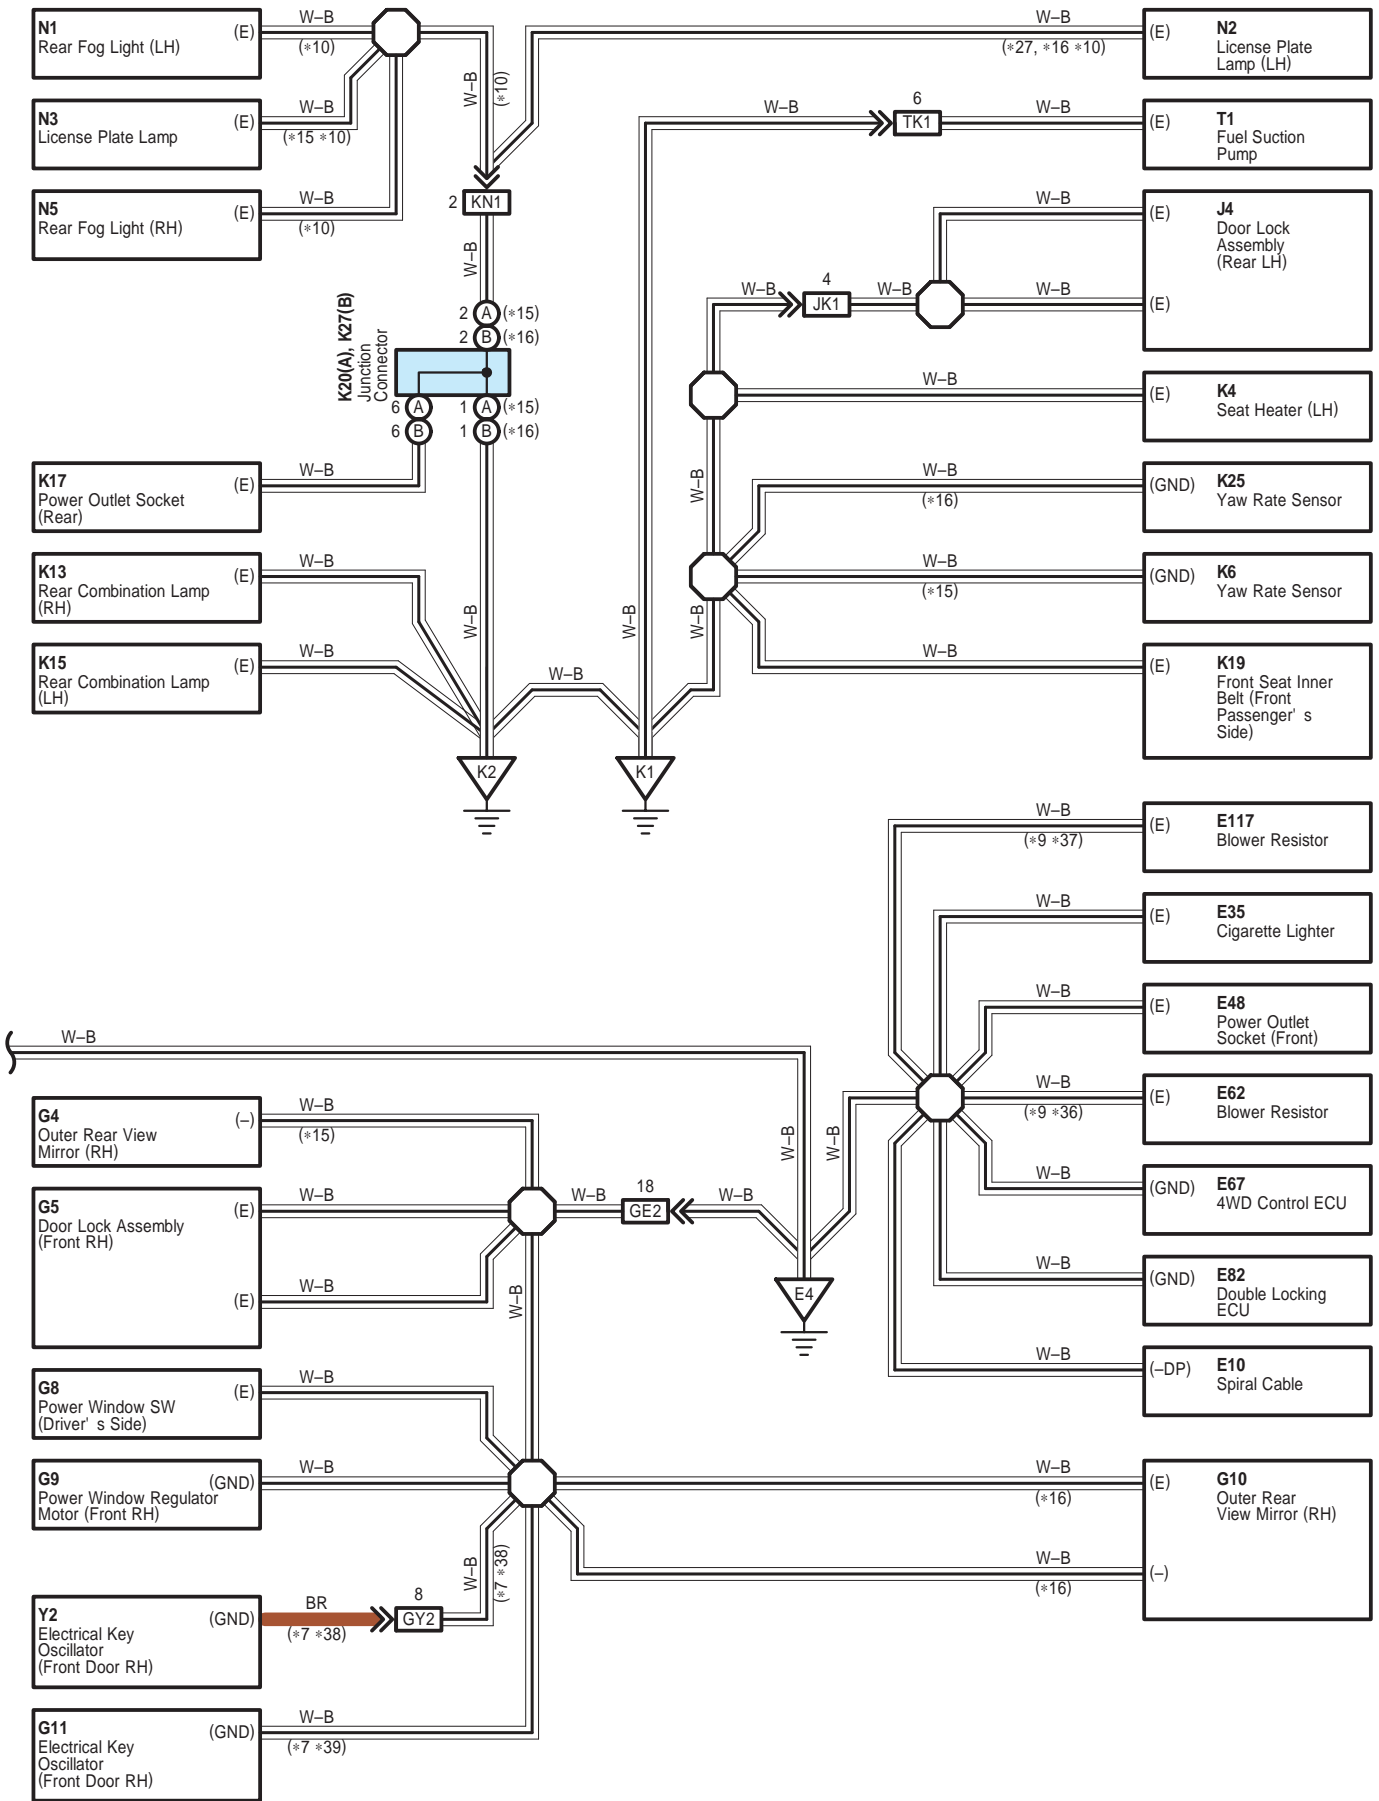 N1
Rear Fog Light (LH)
(E)
W–B
(*10)
W–B
W–B
(*10)
W–B
(*27, *16 *10)
(E)
N2
License Plate
Lamp (LH)
N3
License Plate Lamp
(E)
W–B
(*15 *10)
W–B
6
TK1
W–B
(E)
T1
Fuel Suction
Pump
N5
Rear Fog Light (RH)
(E)
W–B
(*10)
2
KN1
W–B
W–B
(E)
J4
Door Lock
Assembly
(Rear LH)
W–B
4
JK1
W–B
W–B
(E)
K20(A), K27(B)
Junction
Connector
2
A
(*15)
2
B
(*16)
6
A
1
A
(*15)
6
B
1
B
(*16)
W–B
(E)
K4
Seat Heater (LH)
K17
Power Outlet Socket
(Rear)
(E)
W–B
W–B
W–B
(*16)
(GND)
K25
Yaw Rate Sensor
K13
Rear Combination Lamp
(RH)
(E)
W–B
W–B
(*15)
(GND)
K6
Yaw Rate Sensor
W–B
W–B
W–B
K15
Rear Combination Lamp
(LH)
(E)
W–B
W–B
W–B
(E)
K19
Front Seat Inner
Belt (Front
Passenger' s
Side)
K2
K1
W–B
(*9 *37)
(E)
E117
Blower Resistor
W–B
(E)
E35
Cigarette Lighter
W–B
(E)
E48
Power Outlet
Socket (Front)
W–B
W–B
(*9 *36)
(E)
E62
Blower Resistor
G4
Outer Rear View
Mirror (RH)
(–)
W–B
(*15)
W–B
W–B
W–B
(GND)
E67
4WD Control ECU
G5
Door Lock Assembly
(Front RH)
(E)
W–B
W–B
18
GE2
W–B
W–B
(E)
W–B
E4
W–B
(GND)
E82
Double Locking
ECU
W–B
(–DP)
E10
Spiral Cable
G8
Power Window SW
(Driver' s Side)
(E)
W–B
G9
Power Window Regulator
Motor (Front RH)
(GND)
W–B
W–B
(*16)
(E)
G10
Outer Rear
View Mirror (RH)
W–B
(*16)
(–)
Y2
Electrical Key
Oscillator
(Front Door RH)
(GND)
BR
(*7 *38)
8
GY2
W–B
(*7 *38)
G11
Electrical Key
Oscillator
(Front Door RH)
(GND)
W–B
(*7 *39)